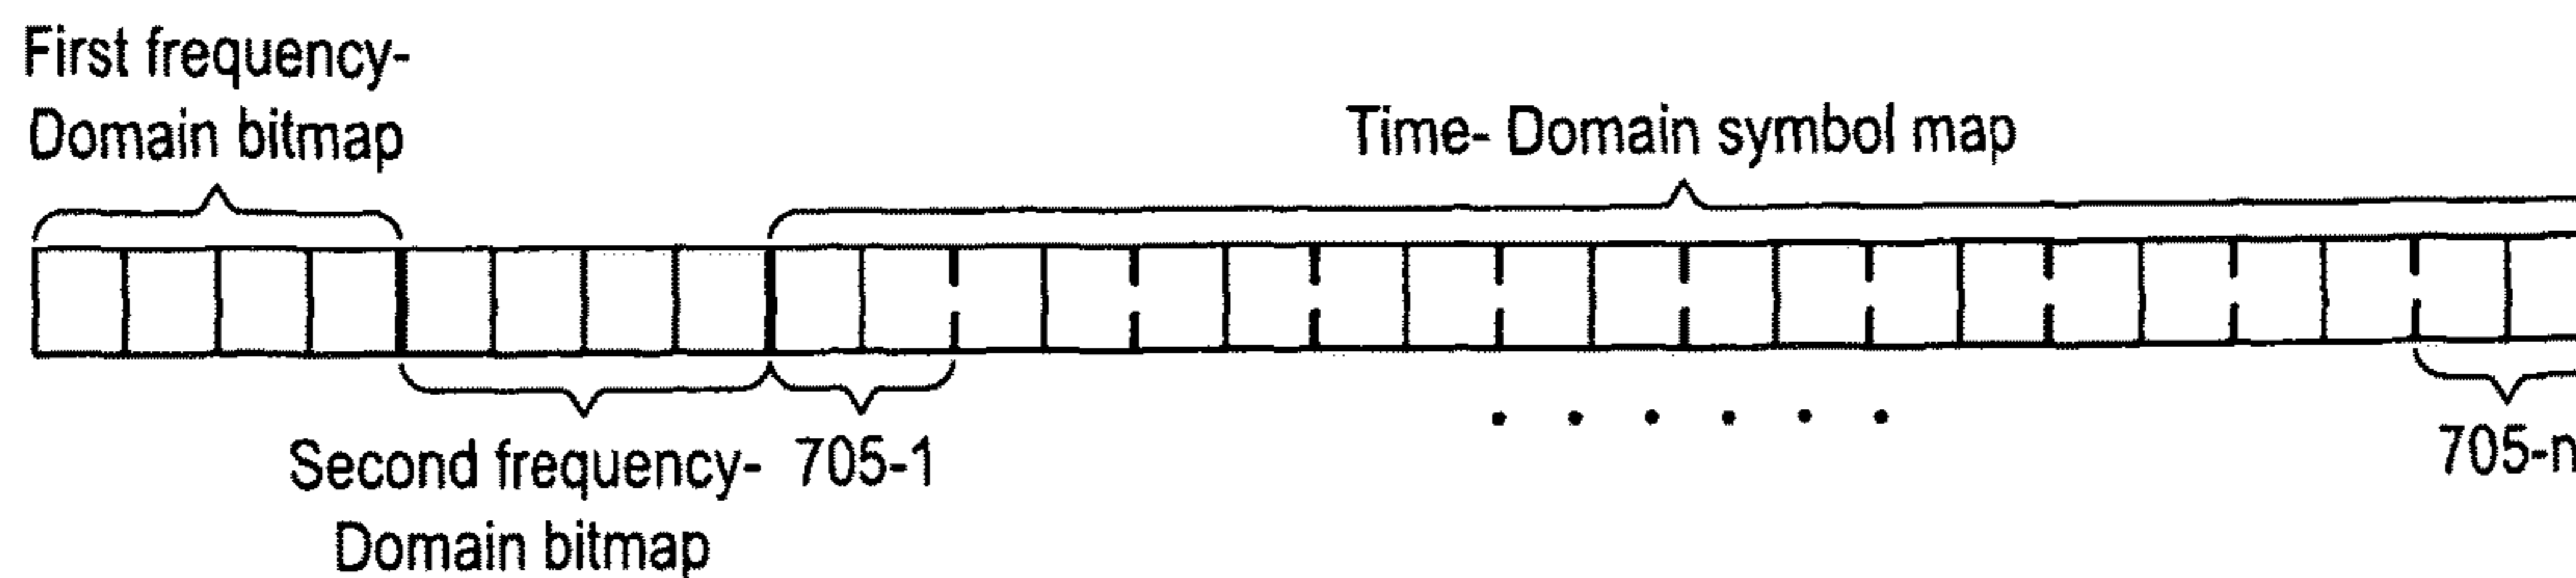 First frequency-
Domain bitmap
Time- Domain symbol map
Second frequency-
Domain bitmap
705-1
705-n